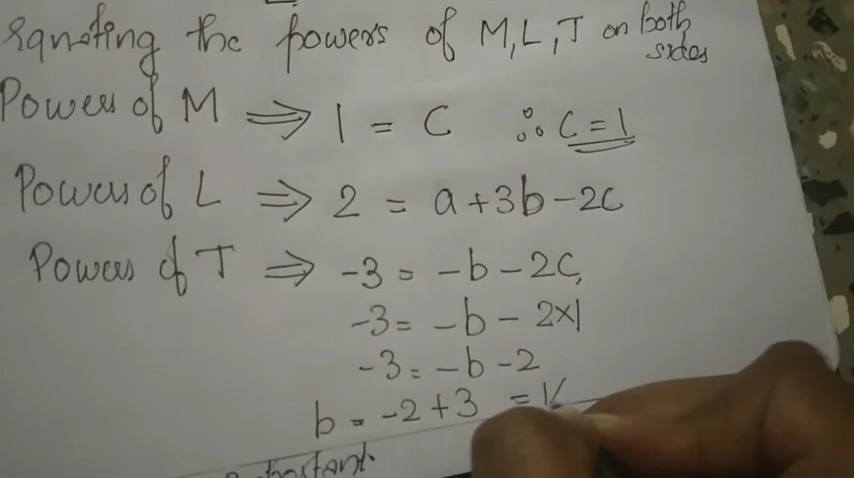 Equating the powers of M, L, T on both sides
Powers of M ⟹ 1 = C ∴ C = 1
Powers of L ⟹ 2 = a + 3b - 2C
Powers of T ⟹ -3 = -b - 2C,
-3 = -b - 2×1
-3 = -b - 2
b = -2 + 3 = 1